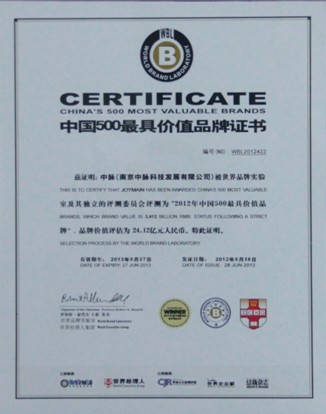 WBL
WORLD BRAND LABORATORY
B
CERTIFICATE
CHINA'S 500 MOST VALUABLE BRANDS
中国500最具价值品牌证书
编号(NO): WBL2012422
兹证明: 中脉(南京中脉科技发展有限公司)被世界品牌实验
THIS IS TO CERTIFY THAT JOYMAIN HAS BEEN AWARDED CHINA'S 500 MOST VALUABLE
室及其独立的评测委员会评测为"2012年中国500最具价值品
BRANDS, WHICH BRAND VALUE IS 2.412 BILLION RMB. STATUS FOLLOWING A STRICT
牌", 品牌价值评估为 24.12亿元人民币。特此证明。
SELECTION PROCESS BY THE WORLD BRAND LABORATORY.
有效期至: 2013年6月27日
DATE OF EXPIRY: 27 JUN 2013
发证日期: 2012年6月28日
DATE OF ISSUE: 28 JUN 2012
WINNER
B
世界经理人
世界企业家